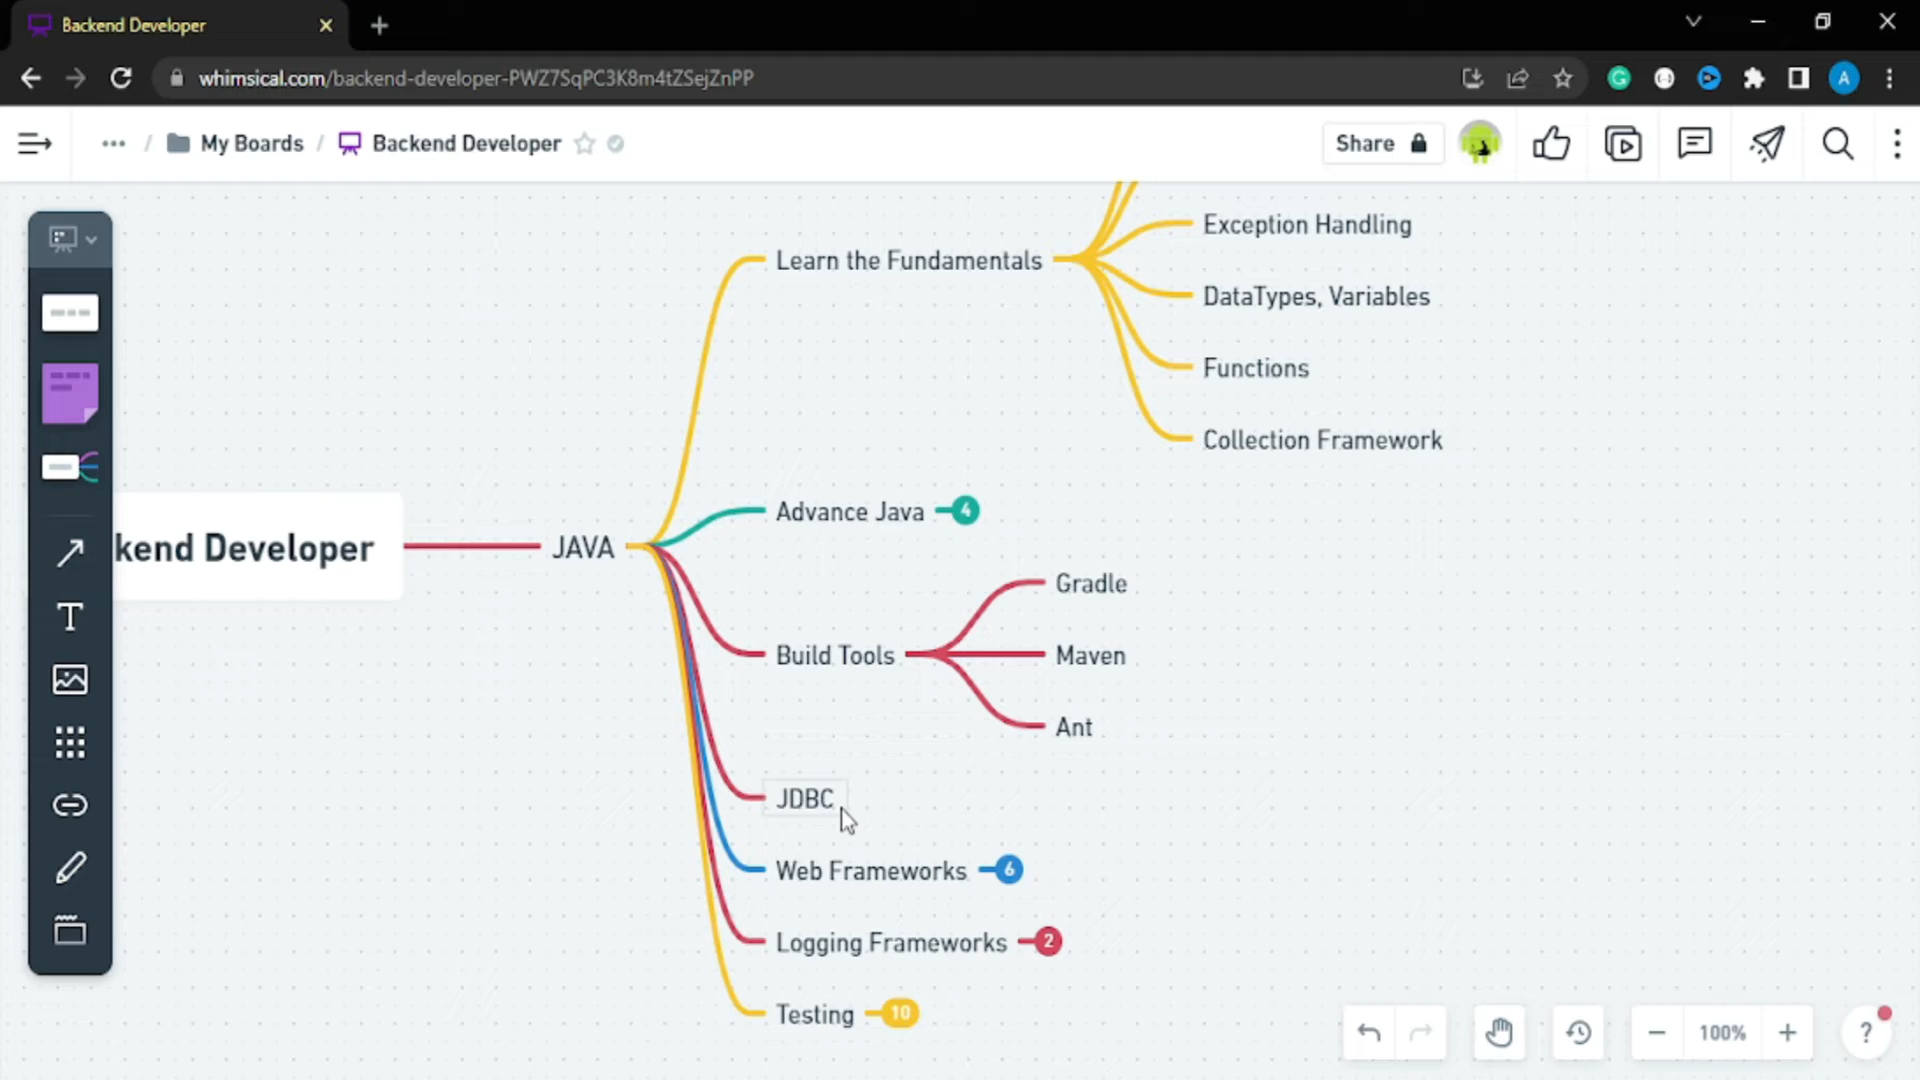 Backend Developer
whimsical.com/backend-developer-PWZ7SqPC3K8m4tZSejZnPP
A
... / My Boards / Backend Developer
Share
Exception Handling
Learn the Fundamentals
DataTypes, Variables
Functions
Collection Framework
Advance Java 4
kend Developer
JAVA
Gradle
Build Tools
Maven
Ant
JDBC
Web Frameworks 6
Logging Frameworks 2
Testing 10
T
100%
?